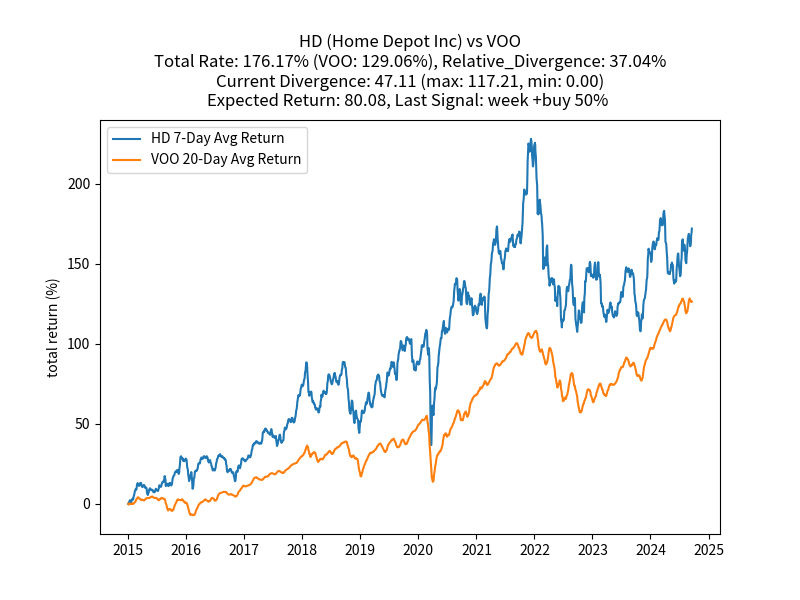 HD (Home Depot Inc) vs VOO
Total Rate: 176.17% (VOO: 129.06%), Relative_Divergence: 37.04%
Current Divergence: 47.11 (max: 117.21, min: 0.00)
Expected Return: 80.08, Last Signal: week +buy 50%
HD 7-Day Avg Return
VOO 20-Day Avg Return
total return (%)
200
150
100
50
0
2015 2016 2017 2018 2019 2020 2021 2022 2023 2024 2025